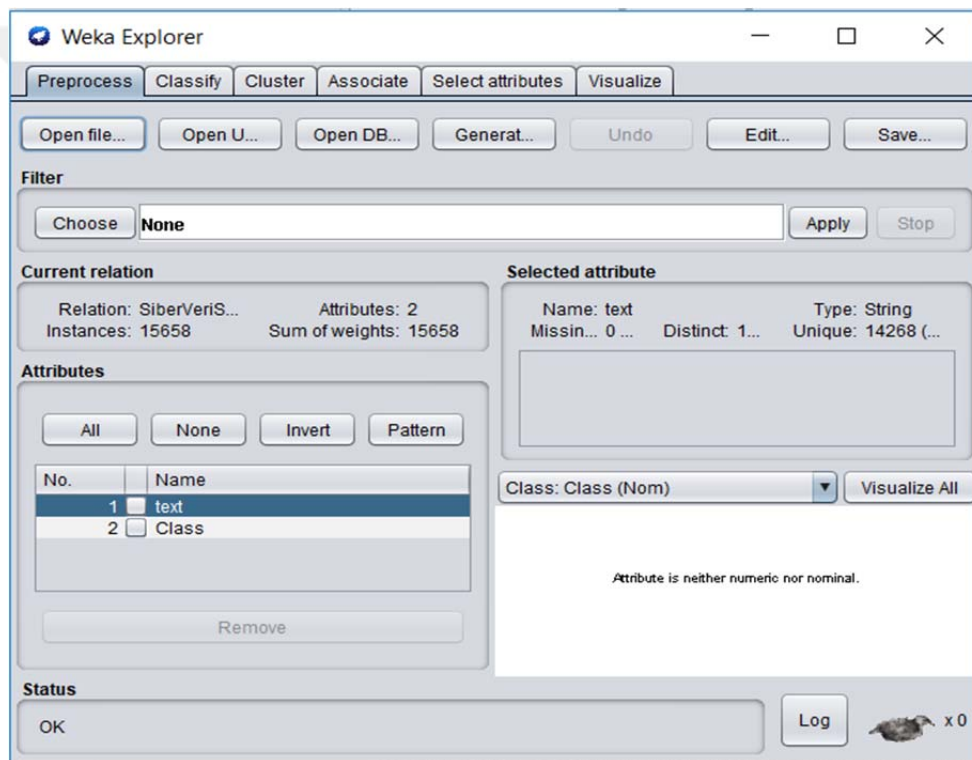 Weka Explorer
Preprocess Classify Cluster Associate Select attributes Visualize
Open file... Open U... Open DB... Generat... Undo Edit... Save...
Filter
Choose None Apply Stop
Current relation
Relation: SiberVeriS... Attributes: 2
Instances: 15658 Sum of weights: 15658
Selected attribute
Name: text Type: String
Missin... 0 ... Distinct: 1... Unique: 14268 (...
Attributes
All None Invert Pattern
No. Name
1 text
2 Class
Remove
Class: Class (Nom) Visualize All
Attribute is neither numeric nor nominal.
Status
OK
Log x 0